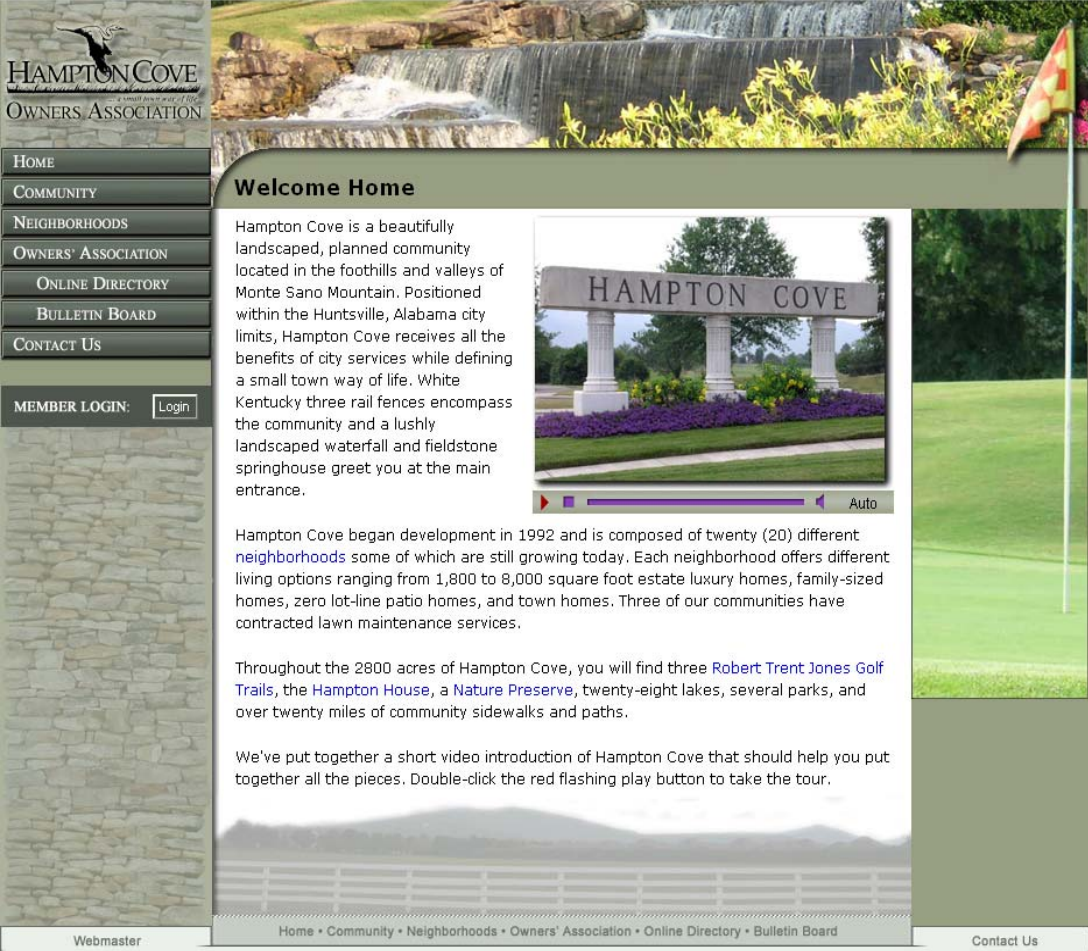 HAMPTON COVE
... a small town way of life
OWNERS ASSOCIATION
HOME
COMMUNITY
NEIGHBORHOODS
OWNERS' ASSOCIATION
ONLINE DIRECTORY
BULLETIN BOARD
CONTACT US
MEMBER LOGIN: Login
Welcome Home
Hampton Cove is a beautifully
landscaped, planned community
located in the foothills and valleys of
Monte Sano Mountain. Positioned
within the Huntsville, Alabama city
limits, Hampton Cove receives all the
benefits of city services while defining
a small town way of life. White
Kentucky three rail fences encompass
the community and a lushly
landscaped waterfall and fieldstone
springhouse greet you at the main
entrance.
HAMPTON COVE
Auto
Hampton Cove began development in 1992 and is composed of twenty (20) different
neighborhoods some of which are still growing today. Each neighborhood offers different
living options ranging from 1,800 to 8,000 square foot estate luxury homes, family-sized
homes, zero lot-line patio homes, and town homes. Three of our communities have
contracted lawn maintenance services.
Throughout the 2800 acres of Hampton Cove, you will find three Robert Trent Jones Golf
Trails, the Hampton House, a Nature Preserve, twenty-eight lakes, several parks, and
over twenty miles of community sidewalks and paths.
We've put together a short video introduction of Hampton Cove that should help you put
together all the pieces. Double-click the red flashing play button to take the tour.
Home • Community • Neighborhoods • Owners' Association • Online Directory • Bulletin Board
Webmaster
Contact Us